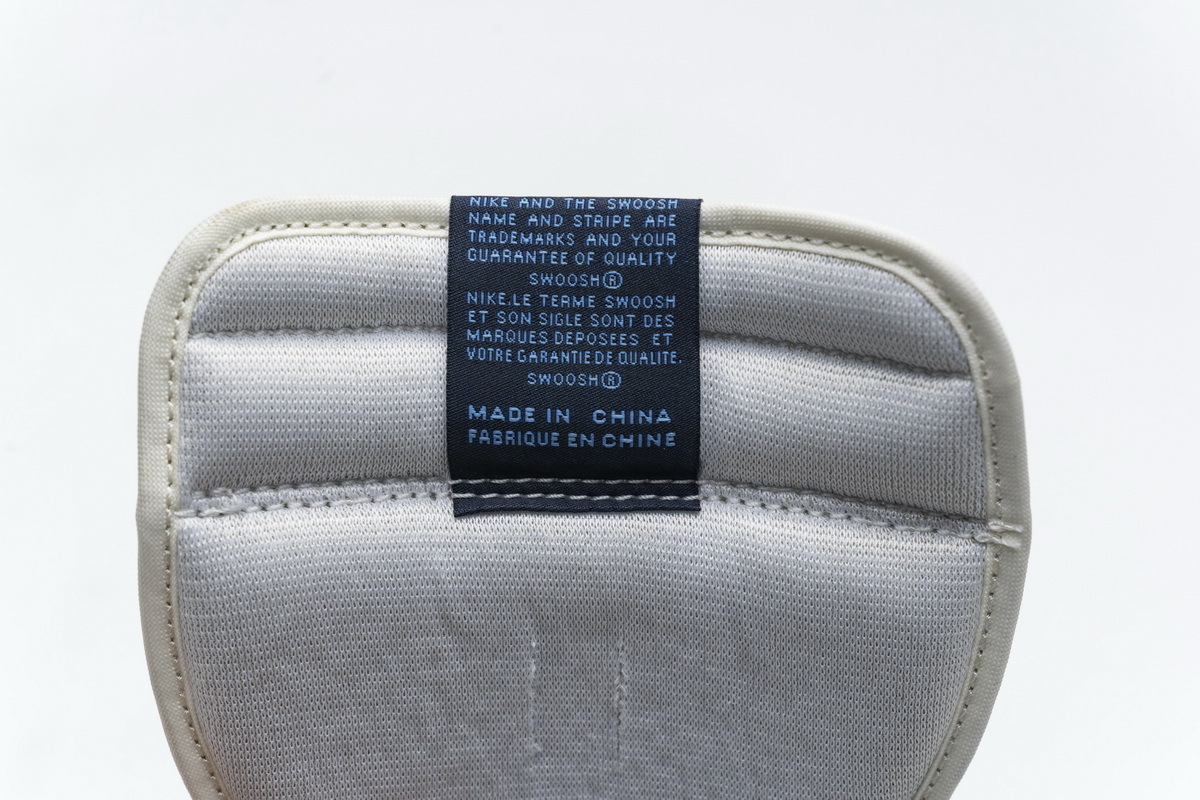 NIKE AND THE SWOOSH
NAME AND STRIPE ARE
TRADEMARKS AND YOUR
GUARANTEE OF QUALITY
SWOOSH®
NIKE.LE TERME SWOOSH
ET SON SIGLE SONT DES
MARQUES DEPOSEES ET
VOTRE GARANTIE DE QUALITE.
SWOOSH®
MADE IN CHINA
FABRIQUE EN CHINE